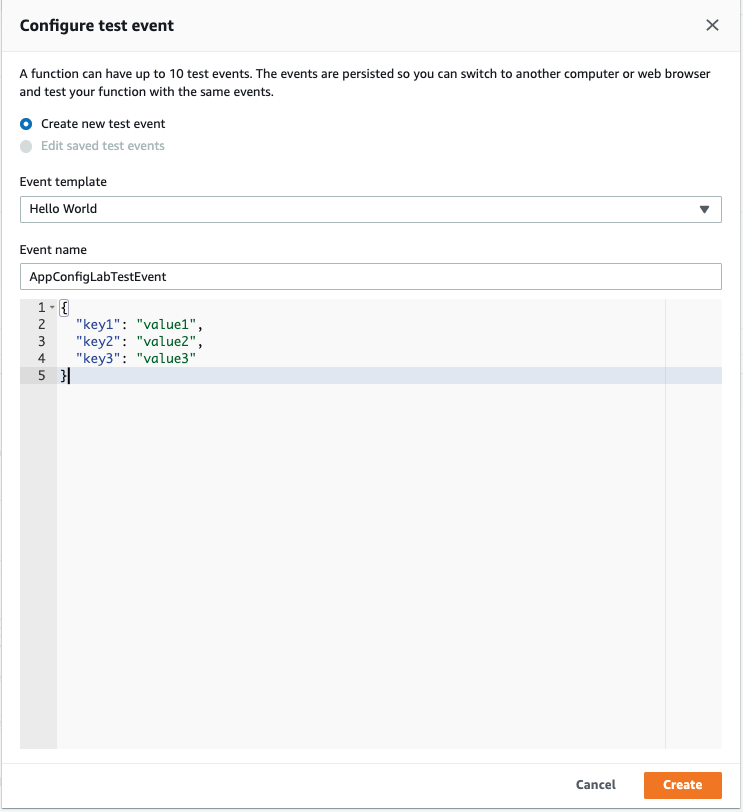 Configure test event
A function can have up to 10 test events. The events are persisted so you can switch to another computer or web browser
and test your function with the same events.
Create new test event
Edit saved test events
Event template
Hello World
Event name
AppConfigLabTestEvent
1 {
2 "key1": "value1",
3 "key2": "value2",
4 "key3": "value3"
5 }
Cancel Create